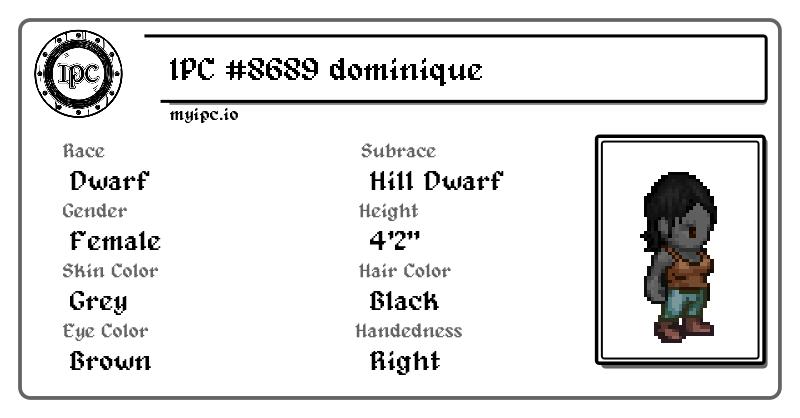 IPC
IPC #8689 dominique
myipc.io
Race
Dwarf
Subrace
Hill Dwarf
Gender
Female
Height
4'2"
Skin Color
Grey
Hair Color
Black
Eye Color
Brown
Handedness
Right